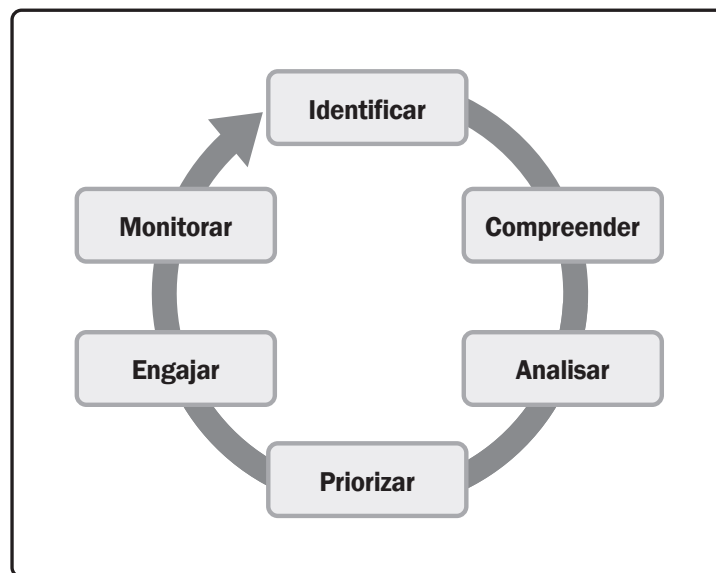 Identificar
Compreender
Analisar
Priorizar
Engajar
Monitorar